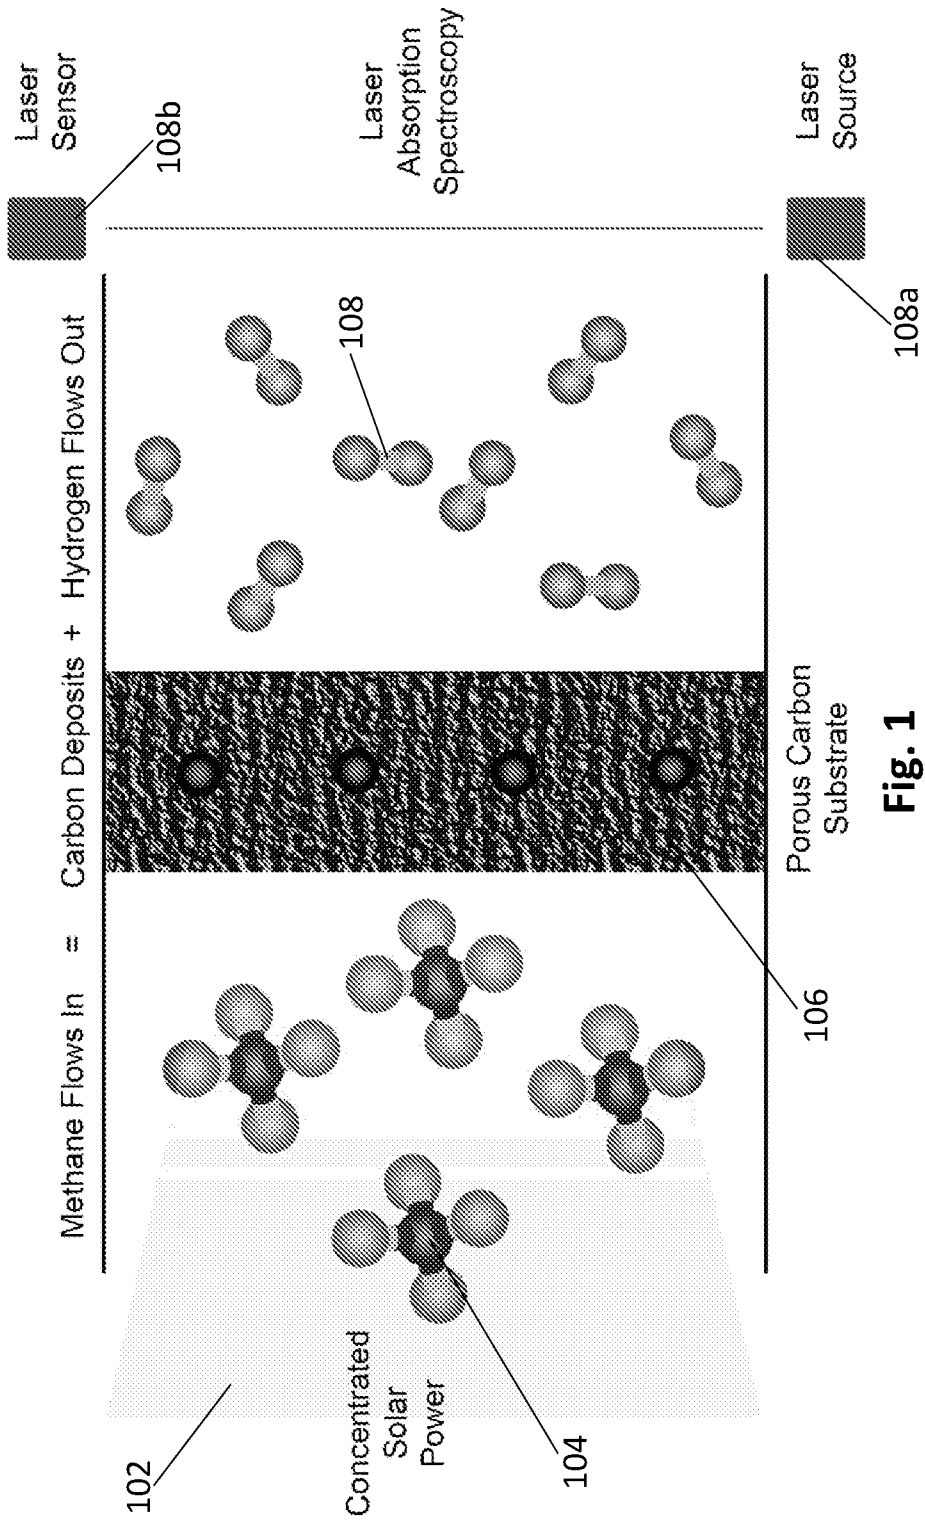 Methane Flows In = Carbon Deposits + Hydrogen Flows Out
Laser
Sensor
108b
102
Concentrated
Solar
Power
104
108
Laser
Absorption
Spectroscopy
106
Porous Carbon
Substrate
108a
Laser
Source
Fig. 1